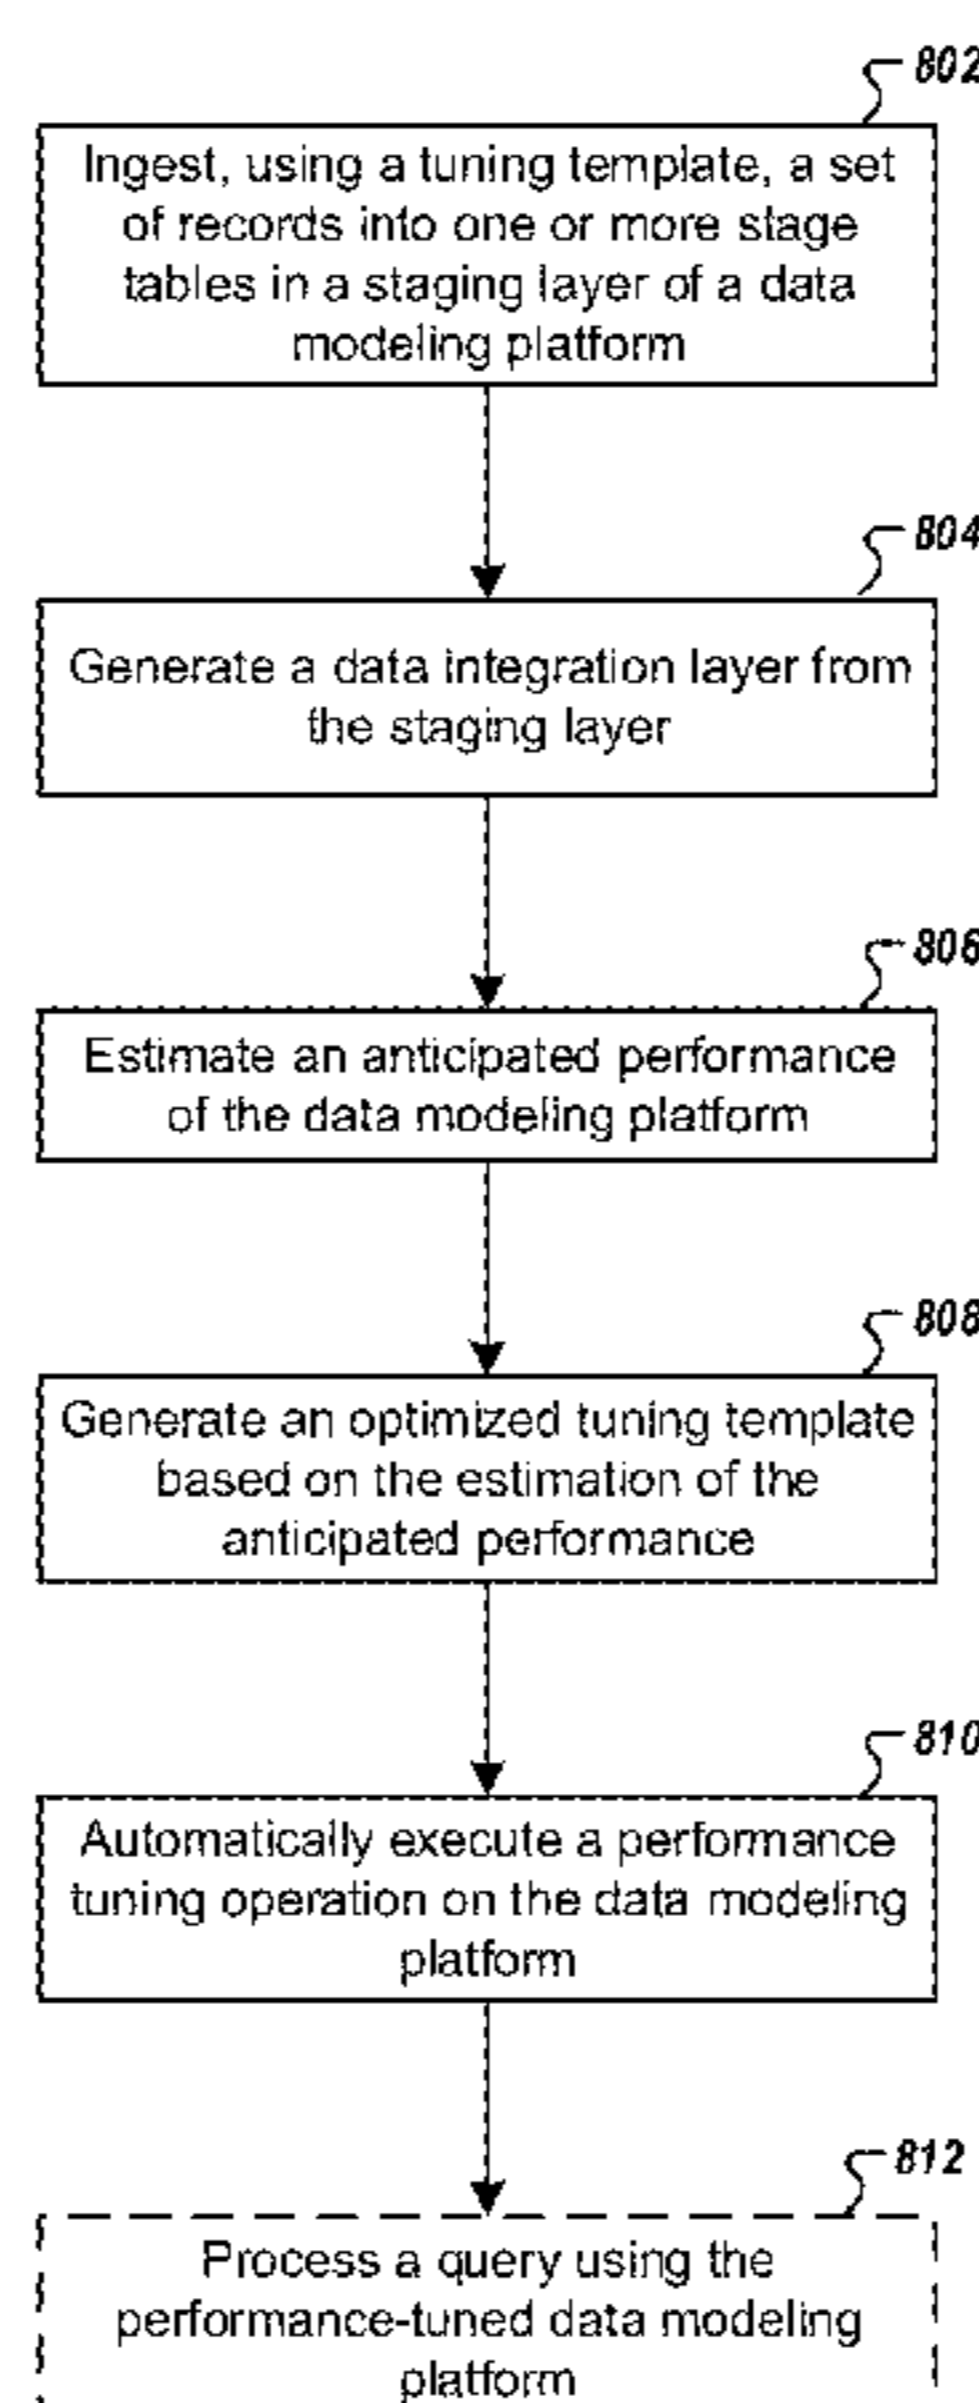 802
Ingest, using a tuning template, a set
of records into one or more stage
tables in a staging layer of a data
modeling platform
804
Generate a data integration layer from
the staging layer
806
Estimate an anticipated performance
of the data modeling platform
808
Generate an optimized tuning template
based on the estimation of the
anticipated performance
810
Automatically execute a performance
tuning operation on the data modeling
platform
812
Process a query using the
performance-tuned data modeling
platform